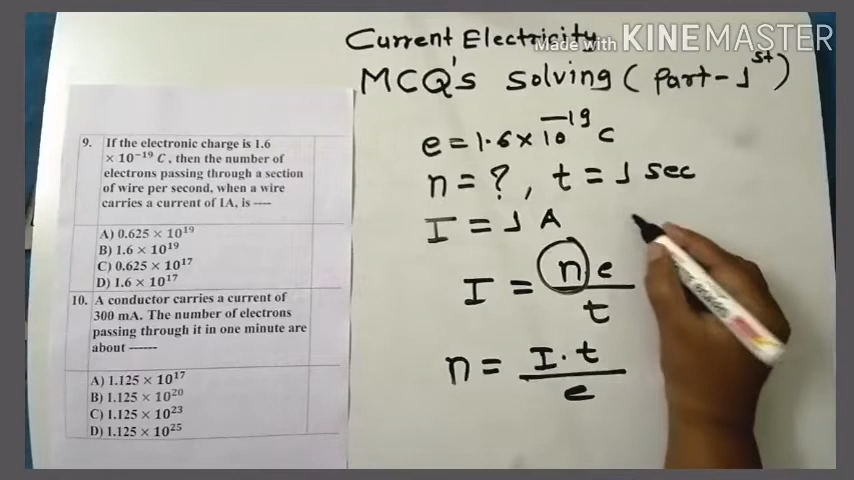 Current Electricity
Made with KINEMASTER
MCQ's Solving (Part-1st)
9. If the electronic charge is 1.6
× 10⁻¹⁹ C, then the number of
electrons passing through a section
of wire per second, when a wire
carries a current of 1A, is ----
A) 0.625 × 10¹⁹
B) 1.6 × 10¹⁹
C) 0.625 × 10¹⁷
D) 1.6 × 10¹⁷
10. A conductor carries a current of
300 mA. The number of electrons
passing through it in one minute are
about ------
A) 1.125 × 10¹⁷
B) 1.125 × 10²⁰
C) 1.125 × 10²³
D) 1.125 × 10²⁵
e = 1.6 × 10⁻¹⁹ C
n = ? , t = 1 sec
I = 1 A
I = ne/t
n = I·t/e